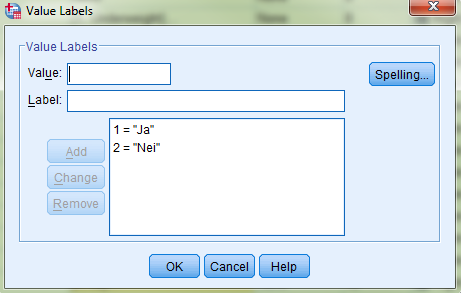 Value Labels
Value Labels
Value:
Spelling...
Label:
1 = "Ja"
2 = "Nei"
Add
Change
Remove
OK
Cancel
Help